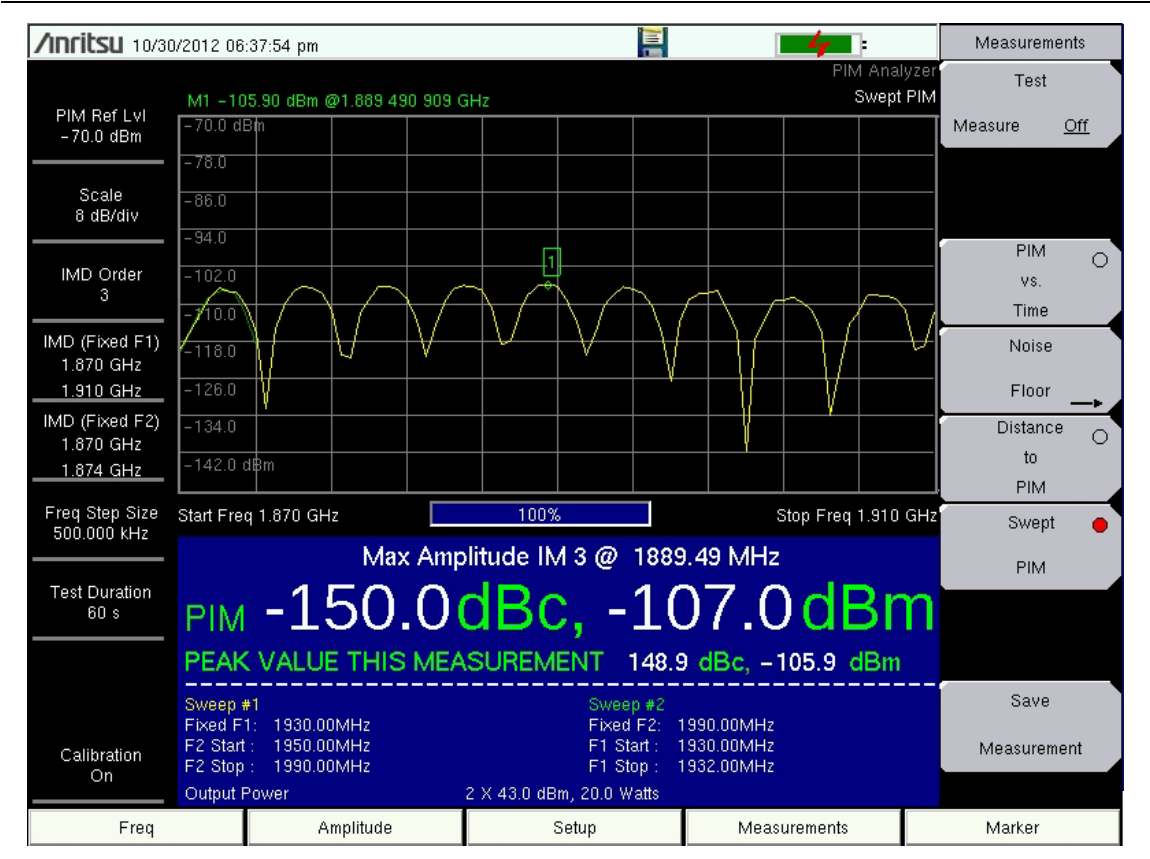 Anritsu 10/30/2012 06:37:54 pm
Measurements
PIM Analyzer
Swept PIM
M1 -105.90 dBm @1.889 490 909 GHz
PIM Ref Lvl
-70.0 dBm
Scale
8 dB/div
IMD Order
3
IMD (Fixed F1)
1.870 GHz
1.910 GHz
IMD (Fixed F2)
1.870 GHz
1.874 GHz
Freq Step Size
500.000 kHz
Test Duration
60 s
Calibration
On
-70.0 dBm
-78.0
-86.0
-94.0
-102.0
-110.0
-118.0
-126.0
-134.0
-142.0 dBm
1
Start Freq 1.870 GHz
100%
Stop Freq 1.910 GHz
Max Amplitude IM 3 @ 1889.49 MHz
PIM -150.0 dBc, -107.0 dBm
PEAK VALUE THIS MEASUREMENT 148.9 dBc, -105.9 dBm
Sweep #1
Fixed F1: 1930.00MHz
F2 Start : 1950.00MHz
F2 Stop : 1990.00MHz
Sweep #2
Fixed F2: 1990.00MHz
F1 Start : 1930.00MHz
F1 Stop : 1932.00MHz
Output Power 2 X 43.0 dBm, 20.0 Watts
Test
Measure Off
PIM
vs.
Time
Noise
Floor
Distance
to
PIM
Swept
PIM
Save
Measurement
Freq
Amplitude
Setup
Measurements
Marker